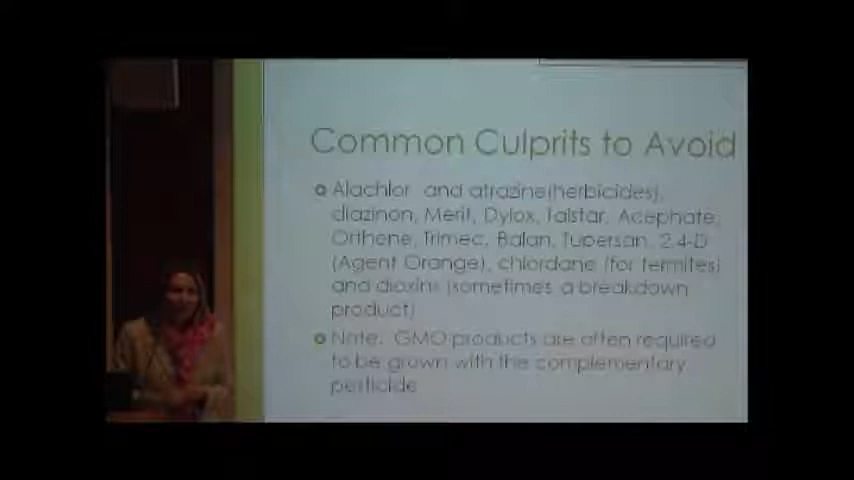 Common Culprits to Avoid
Alachlor and atrazine(herbicides),
diazinon, Merit, Dylox, Talstar, Acephate,
Orthene, Trimec, Balan, Tupersan, 2,4-D
(Agent Orange), chlordane (for termites)
and dioxins (sometimes a breakdown
product)
Note: GMO products are often required
to be grown with the complementary
pesticide